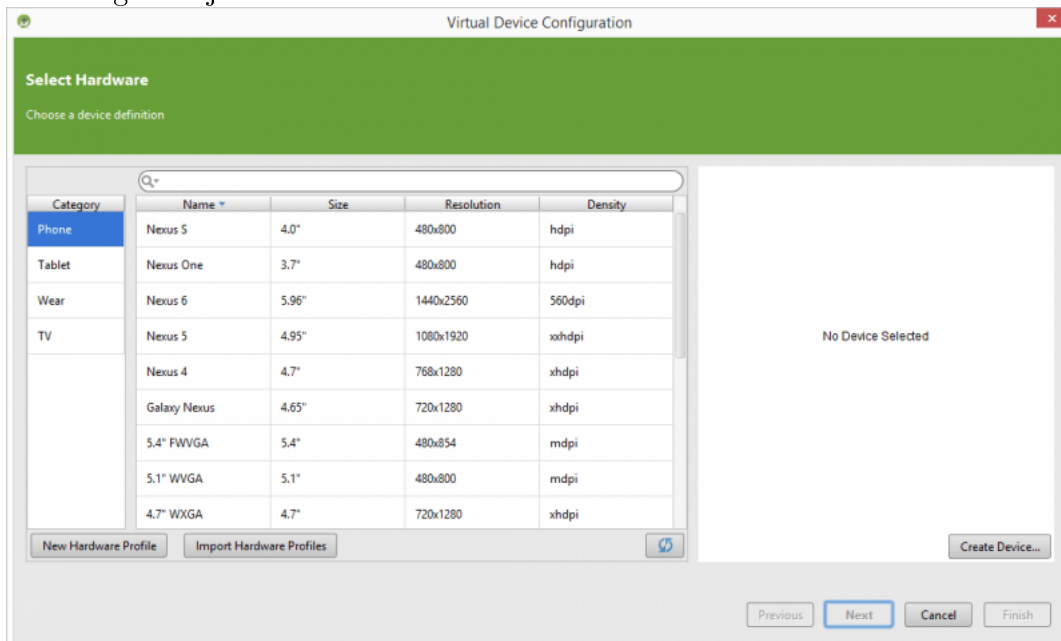 Virtual Device Configuration
Select Hardware
Choose a device definition
Category Name Size Resolution Density
Phone Nexus S 4.0" 480x800 hdpi
Tablet Nexus One 3.7" 480x800 hdpi
Wear Nexus 6 5.96" 1440x2560 560dpi
TV Nexus 5 4.95" 1080x1920 xxhdpi
No Device Selected
Nexus 4 4.7" 768x1280 xhdpi
Galaxy Nexus 4.65" 720x1280 xhdpi
5.4" FWVGA 5.4" 480x854 mdpi
5.1" WVGA 5.1" 480x800 mdpi
4.7" WXGA 4.7" 720x1280 xhdpi
New Hardware Profile Import Hardware Profiles Create Device...
Previous Next Cancel Finish